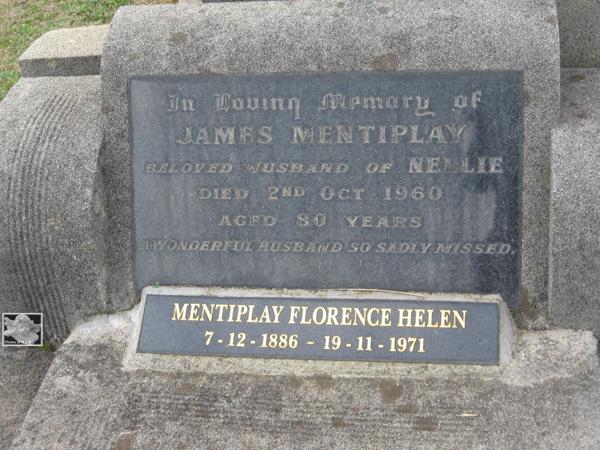 In Loving Memory of
JAMES MENTIPLAY
BELOVED HUSBAND OF NELLIE
DIED 2ND OCT 1960
AGED 80 YEARS
A WONDERFUL HUSBAND SO SADLY MISSED.
MENTIPLAY FLORENCE HELEN
7-12-1886 ~ 19-11-1971